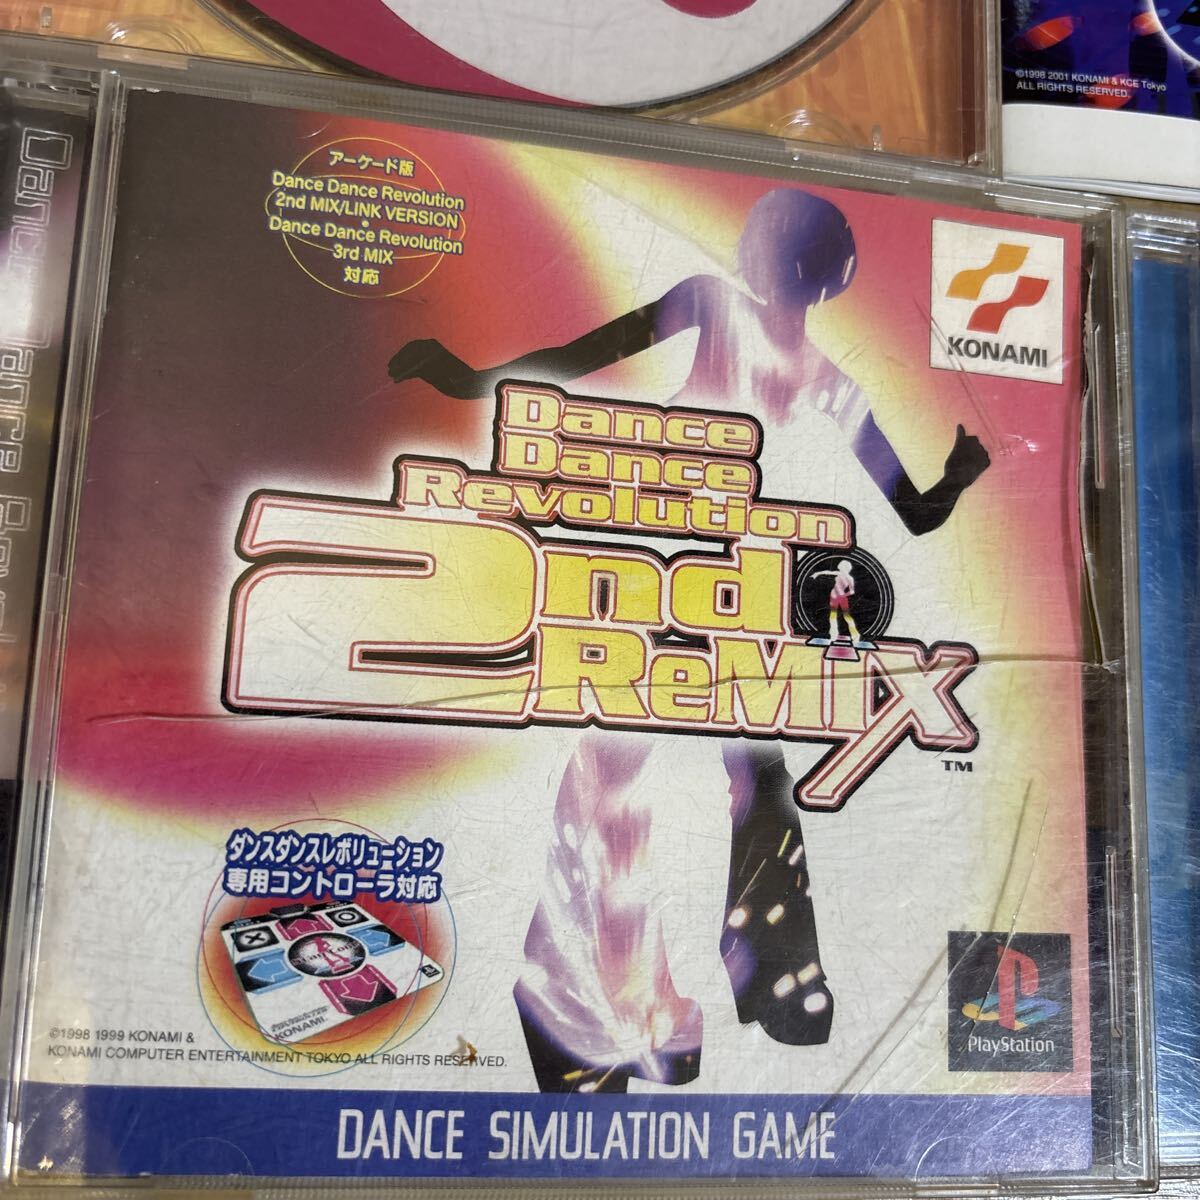 ©1998 2001 KONAMI & KCE Tokyo
ALL RIGHTS RESERVED.
アーケード版
Dance Dance Revolution
2nd MIX/LINK VERSION
•
Dance Dance Revolution
3rd MIX
対応
KONAMI
Dance
Dance
Revolution
2nd
ReMIX
TM
ダンスダンスレボリューション
専用コントローラ対応
KONAMI
©1998 1999 KONAMI &
KONAMI COMPUTER ENTERTAINMENT TOKYO ALL RIGHTS RESERVED.
PlayStation
DANCE SIMULATION GAME
Dance Dance